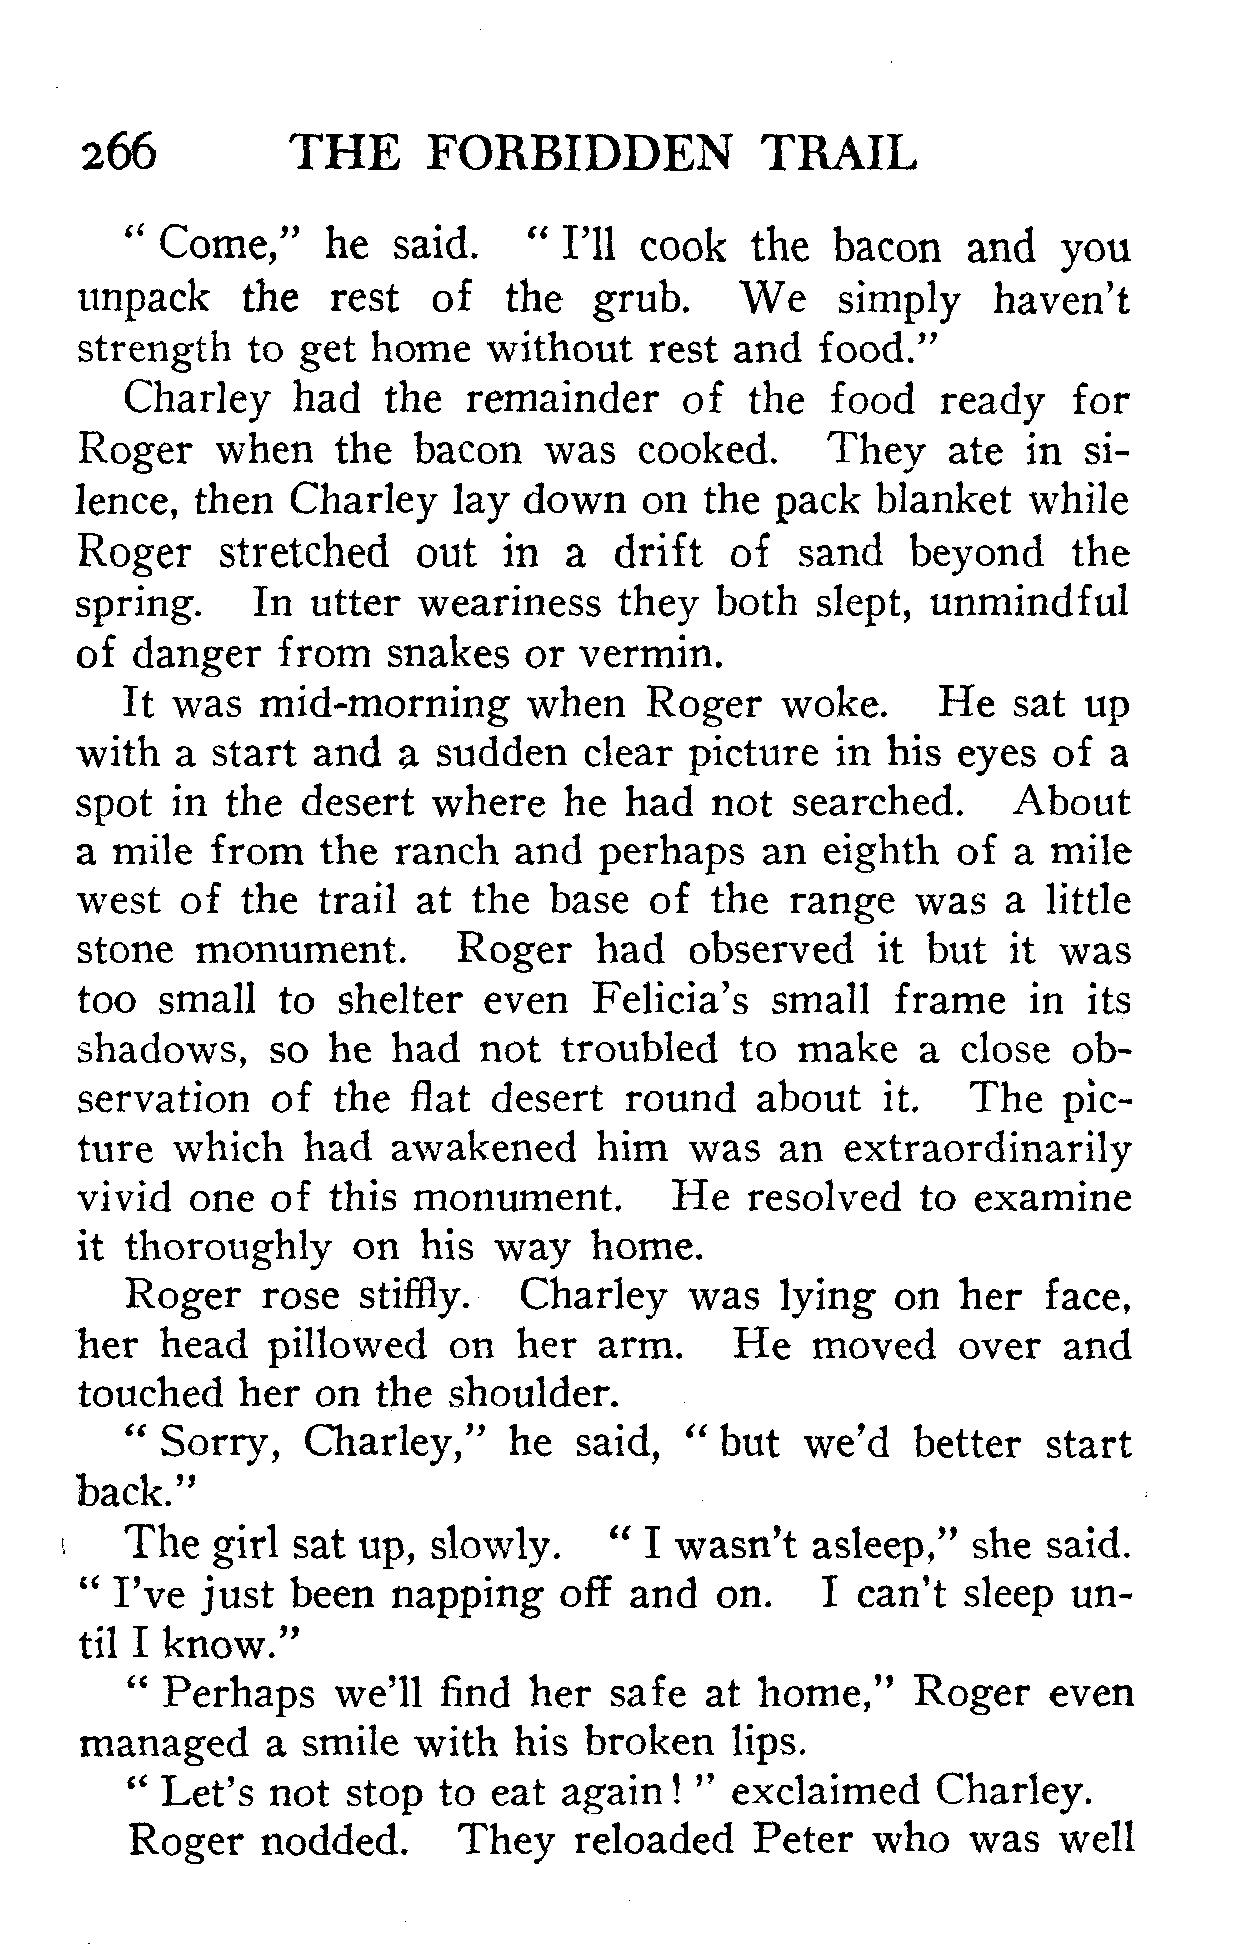 266 THE FORBIDDEN TRAIL
" Come," he said. " I'll cook the bacon and you
unpack the rest of the grub. We simply haven't
strength to get home without rest and food."
Charley had the remainder of the food ready for
Roger when the bacon was cooked. They ate in si-
lence, then Charley lay down on the pack blanket while
Roger stretched out in a drift of sand beyond the
spring. In utter weariness they both slept, unmindful
of danger from snakes or vermin.
It was mid-morning when Roger woke. He sat up
with a start and a sudden clear picture in his eyes of a
spot in the desert where he had not searched. About
a mile from the ranch and perhaps an eighth of a mile
west of the trail at the base of the range was a little
stone monument. Roger had observed it but it was
too small to shelter even Felicia's small frame in its
shadows, so he had not troubled to make a close ob-
servation of the flat desert round about it. The pic-
ture which had awakened him was an extraordinarily
vivid one of this monument. He resolved to examine
it thoroughly on his way home.
Roger rose stiffly. Charley was lying on her face,
her head pillowed on her arm. He moved over and
touched her on the shoulder.
" Sorry, Charley," he said, " but we'd better start
back."
The girl sat up, slowly. " I wasn't asleep," she said.
" I've just been napping off and on. I can't sleep un-
til I know."
" Perhaps we'll find her safe at home," Roger even
managed a smile with his broken lips.
" Let's not stop to eat again! " exclaimed Charley.
Roger nodded. They reloaded Peter who was well